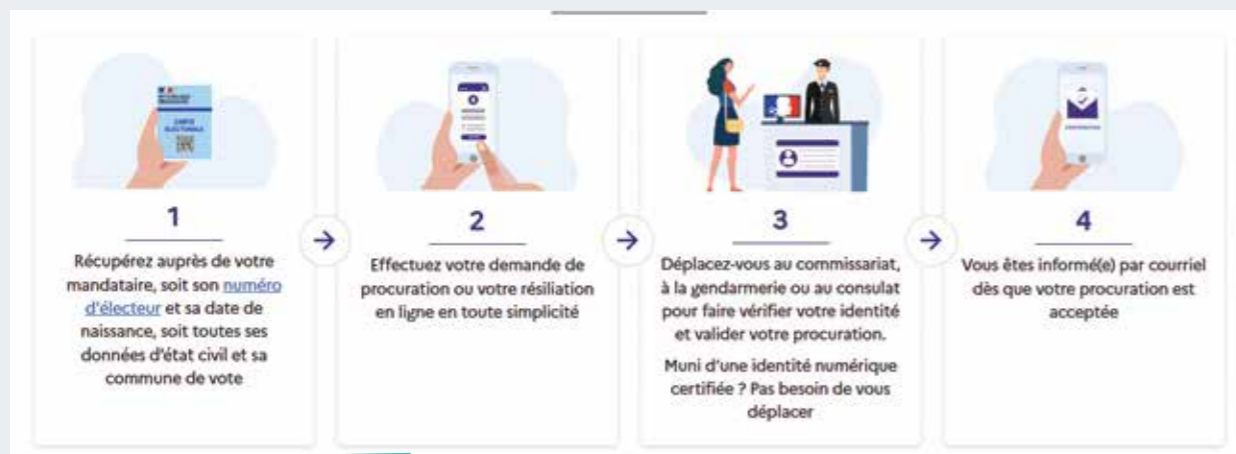 CARTE
ÉLECTORALE
1
Récupérez auprès de votre
mandataire, soit son numéro
d'électeur et sa date de
naissance, soit toutes ses
données d'état civil et sa
commune de vote
2
Effectuez votre demande de
procuration ou votre résiliation
en ligne en toute simplicité
3
Déplacez-vous au commissariat,
à la gendarmerie ou au consulat
pour faire vérifier votre identité
et valider votre procuration.
Muni d'une identité numérique
certifiée ? Pas besoin de vous
déplacer
4
Vous êtes informé(e) par courriel
dès que votre procuration est
acceptée